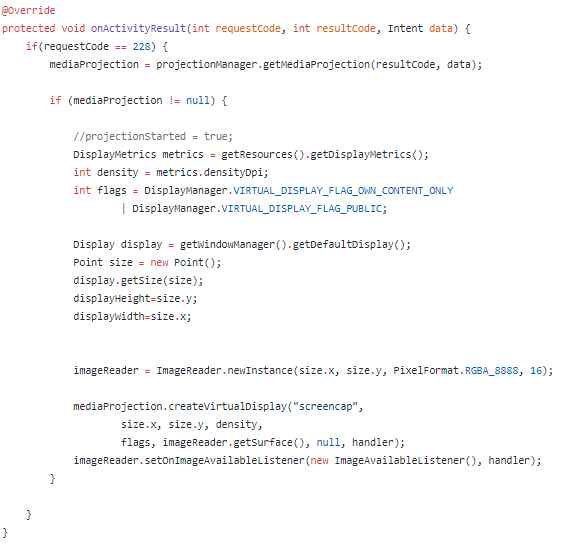 @Override
protected void onActivityResult(int requestCode, int resultCode, Intent data) {
if(requestCode == 228) {
mediaProjection = projectionManager.getMediaProjection(resultCode, data);
if (mediaProjection != null) {
//projectionStarted = true;
DisplayMetrics metrics = getResources().getDisplayMetrics();
int density = metrics.densityDpi;
int flags = DisplayManager.VIRTUAL_DISPLAY_FLAG_OWN_CONTENT_ONLY
| DisplayManager.VIRTUAL_DISPLAY_FLAG_PUBLIC;
Display display = getWindowManager().getDefaultDisplay();
Point size = new Point();
display.getSize(size);
displayHeight=size.y;
displayWidth=size.x;
imageReader = ImageReader.newInstance(size.x, size.y, PixelFormat.RGBA_8888, 16);
mediaProjection.createVirtualDisplay("screencap",
size.x, size.y, density,
flags, imageReader.getSurface(), null, handler);
imageReader.setOnImageAvailableListener(new ImageAvailableListener(), handler);
}
}
}